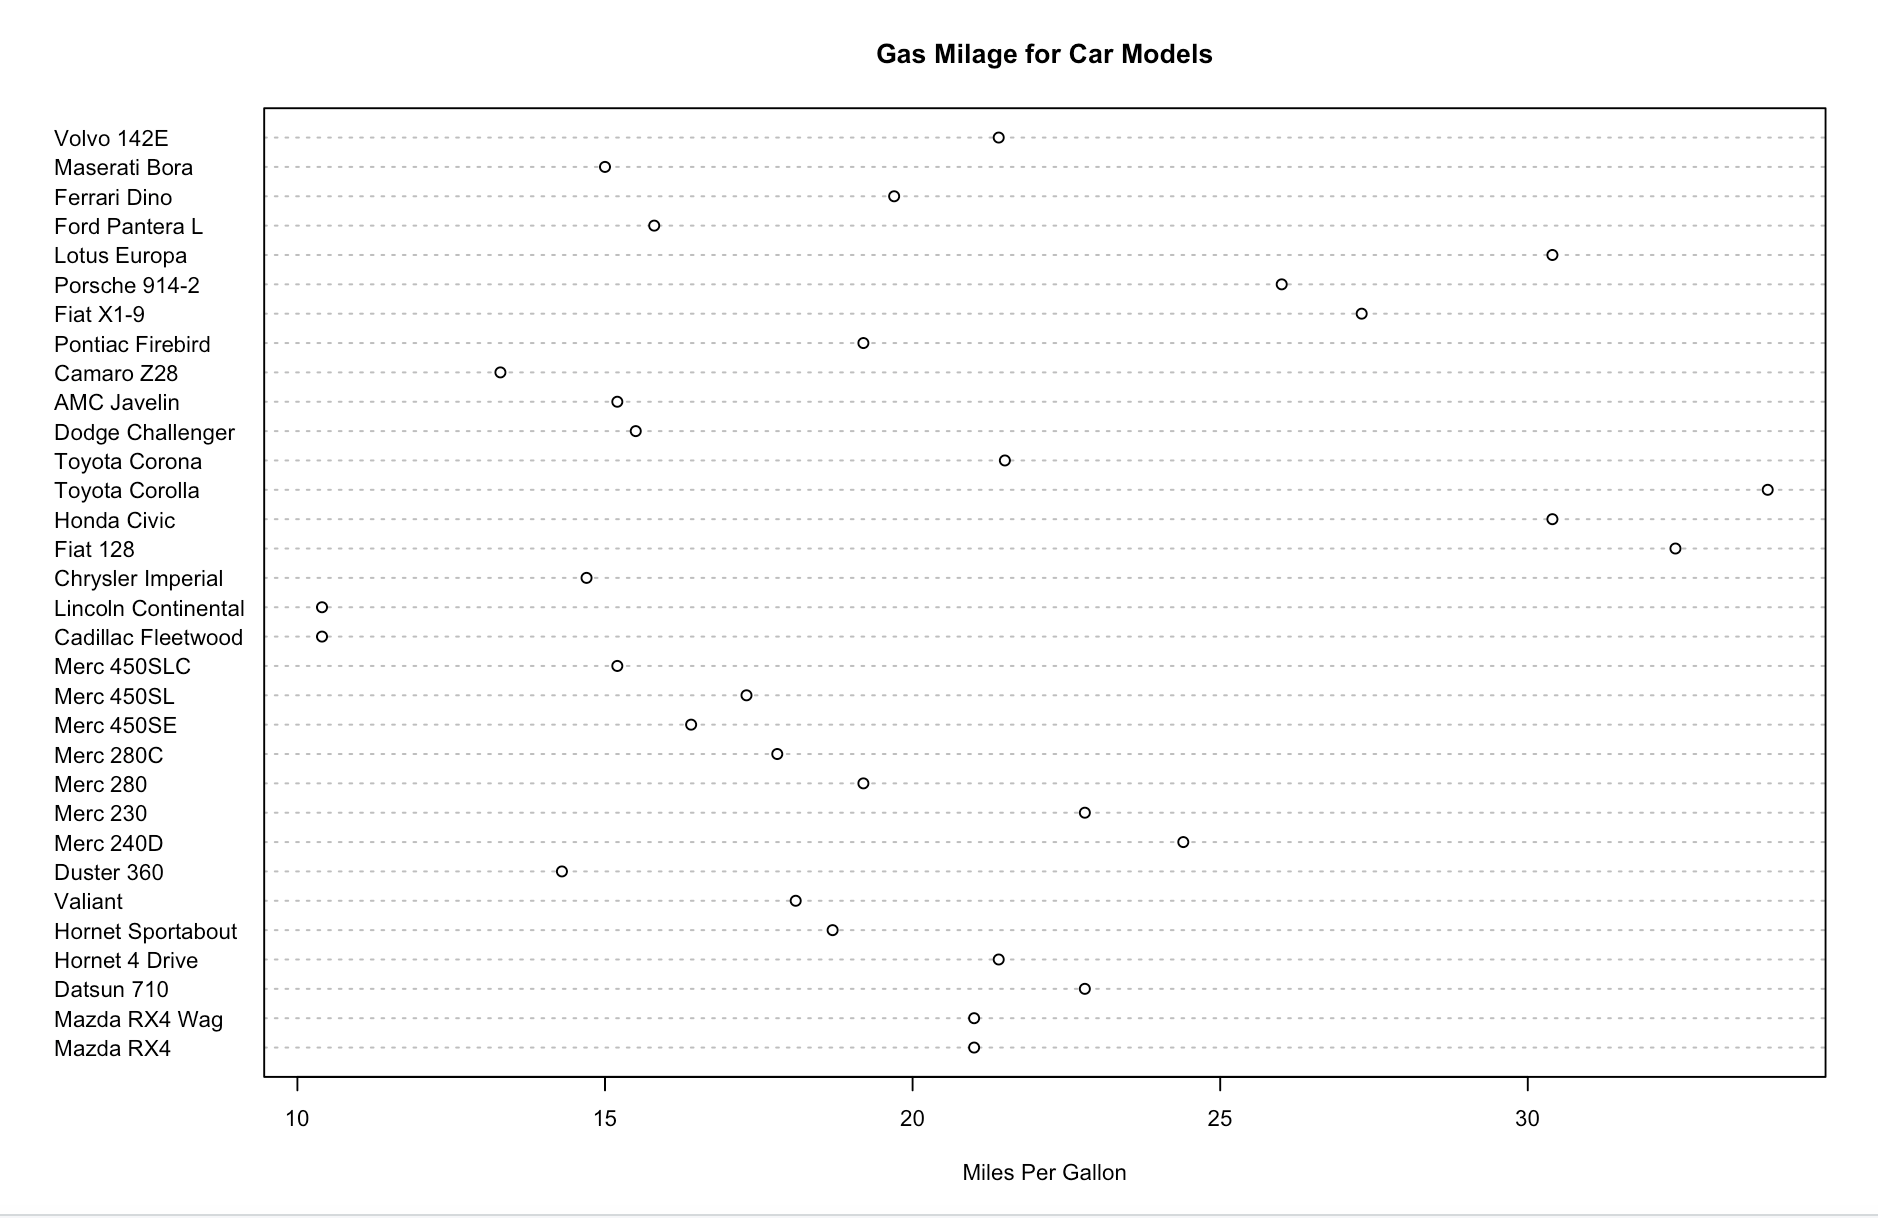 Gas Milage for Car Models
Volvo 142E
Maserati Bora
Ferrari Dino
Ford Pantera L
Lotus Europa
Porsche 914-2
Fiat X1-9
Pontiac Firebird
Camaro Z28
AMC Javelin
Dodge Challenger
Toyota Corona
Toyota Corolla
Honda Civic
Fiat 128
Chrysler Imperial
Lincoln Continental
Cadillac Fleetwood
Merc 450SLC
Merc 450SL
Merc 450SE
Merc 280C
Merc 280
Merc 230
Merc 240D
Duster 360
Valiant
Hornet Sportabout
Hornet 4 Drive
Datsun 710
Mazda RX4 Wag
Mazda RX4
10 15 20 25 30
Miles Per Gallon